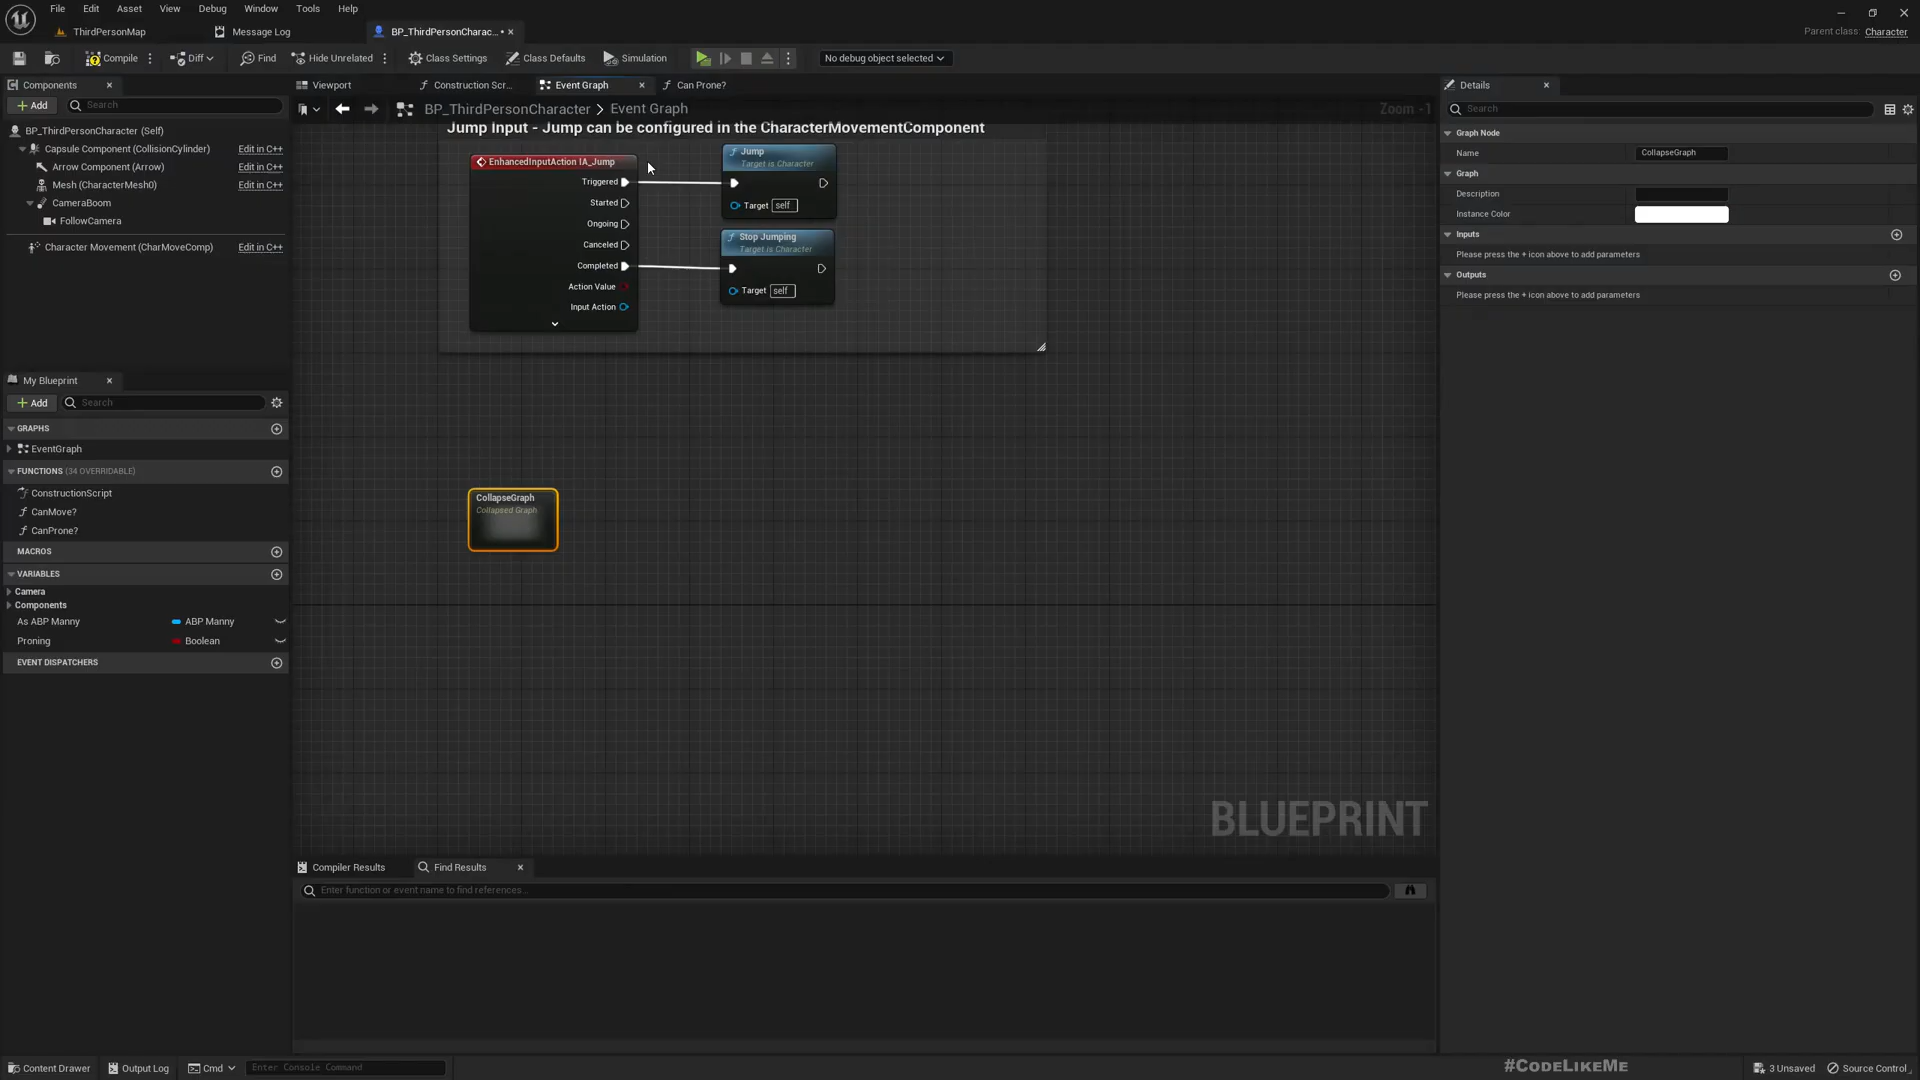 File Edit Asset View Debug Window Tools Help
ThirdPersonMap
Message Log
BP_ThirdPersonCharac...
Parent class: Character
Compile
Diff
Find
Hide Unrelated
Class Settings
Class Defaults
Simulation
No debug object selected
Components
Add
Search
BP_ThirdPersonCharacter (Self)
Capsule Component (CollisionCylinder) Edit in C++
Arrow Component (Arrow) Edit in C++
Mesh (CharacterMesh0) Edit in C++
CameraBoom
FollowCamera
Character Movement (CharMoveComp) Edit in C++
My Blueprint
Add
Search
GRAPHS
EventGraph
FUNCTIONS (34 OVERRIDABLE)
ConstructionScript
CanMove?
CanProne?
MACROS
VARIABLES
Camera
Components
As ABP Manny ABP Manny
Proning Boolean
EVENT DISPATCHERS
Viewport
Construction Scr...
Event Graph
Can Prone?
BP_ThirdPersonCharacter > Event Graph
Zoom -1
Jump Input - Jump can be configured in the CharacterMovementComponent
EnhancedInputAction IA_Jump
Triggered
Started
Ongoing
Canceled
Completed
Action Value
Input Action
Jump
Target is Character
Target self
Stop Jumping
Target is Character
Target self
CollapseGraph
Collapsed Graph
BLUEPRINT
Compiler Results
Find Results
Enter function or event name to find references...
Details
Search
Graph Node
Name CollapseGraph
Graph
Description
Instance Color
Inputs
Please press the + icon above to add parameters
Outputs
Please press the + icon above to add parameters
Content Drawer
Output Log
Cmd
Enter Console Command
#CODELIKEME
3 Unsaved
Source Control